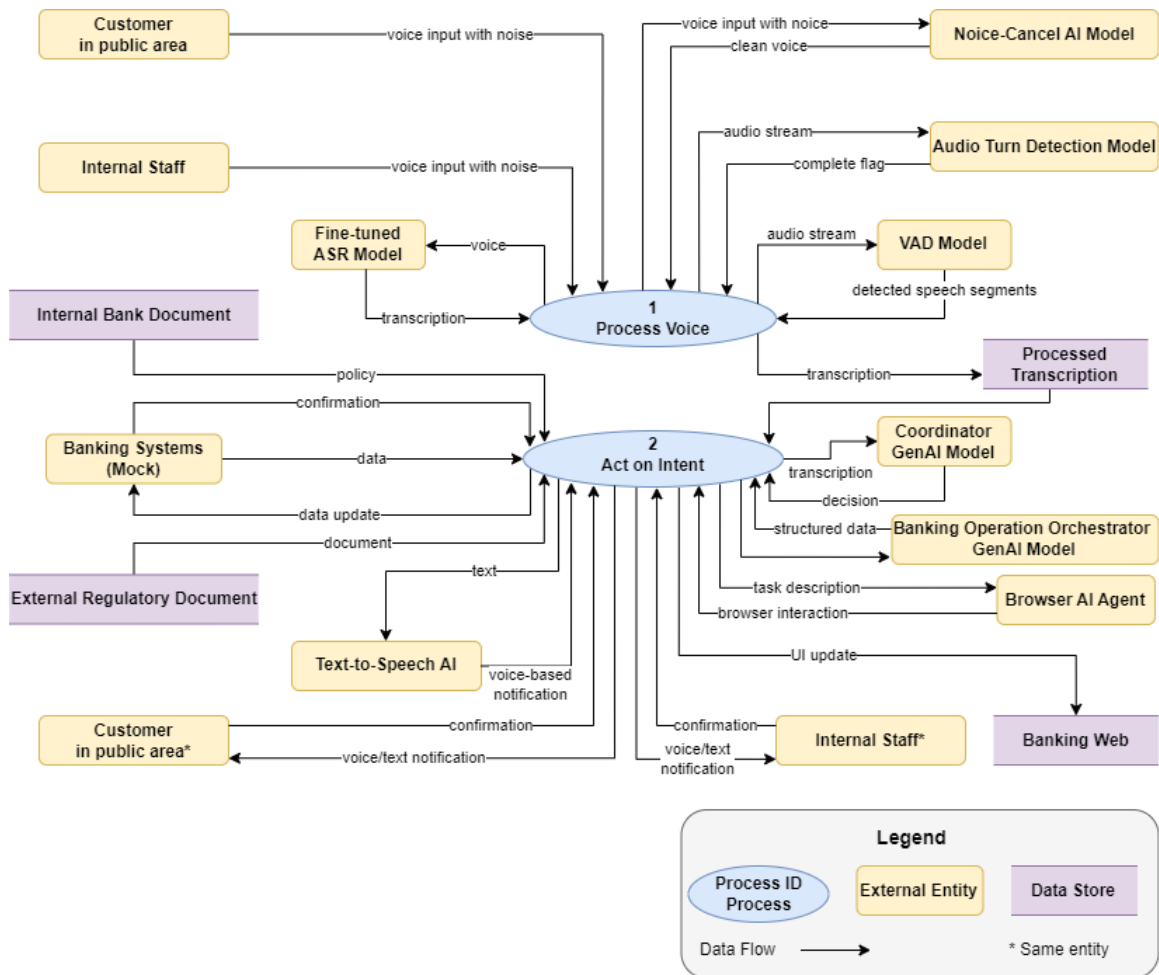 Customer
in public area
voice input with noise
voice input with noice
clean voice
Noice-Cancel AI Model
Internal Staff
voice input with noise
audio stream
complete flag
Audio Turn Detection Model
Fine-tuned
ASR Model
voice
audio stream
VAD Model
detected speech segments
Internal Bank Document
transcription
1
Process Voice
Processed
Transcription
transcription
policy
confirmation
Banking Systems
(Mock)
data
2
Act on Intent
Coordinator
GenAI Model
transcription
decision
data update
structured data
Banking Operation Orchestrator
GenAI Model
document
External Regulatory Document
text
task description
browser interaction
Browser AI Agent
Text-to-Speech AI
voice-based
notification
UI update
Customer
in public area*
confirmation
voice/text notification
confirmation
voice/text
notification
Internal Staff*
Banking Web
Legend
Process ID
Process
External Entity
Data Store
Data Flow
* Same entity